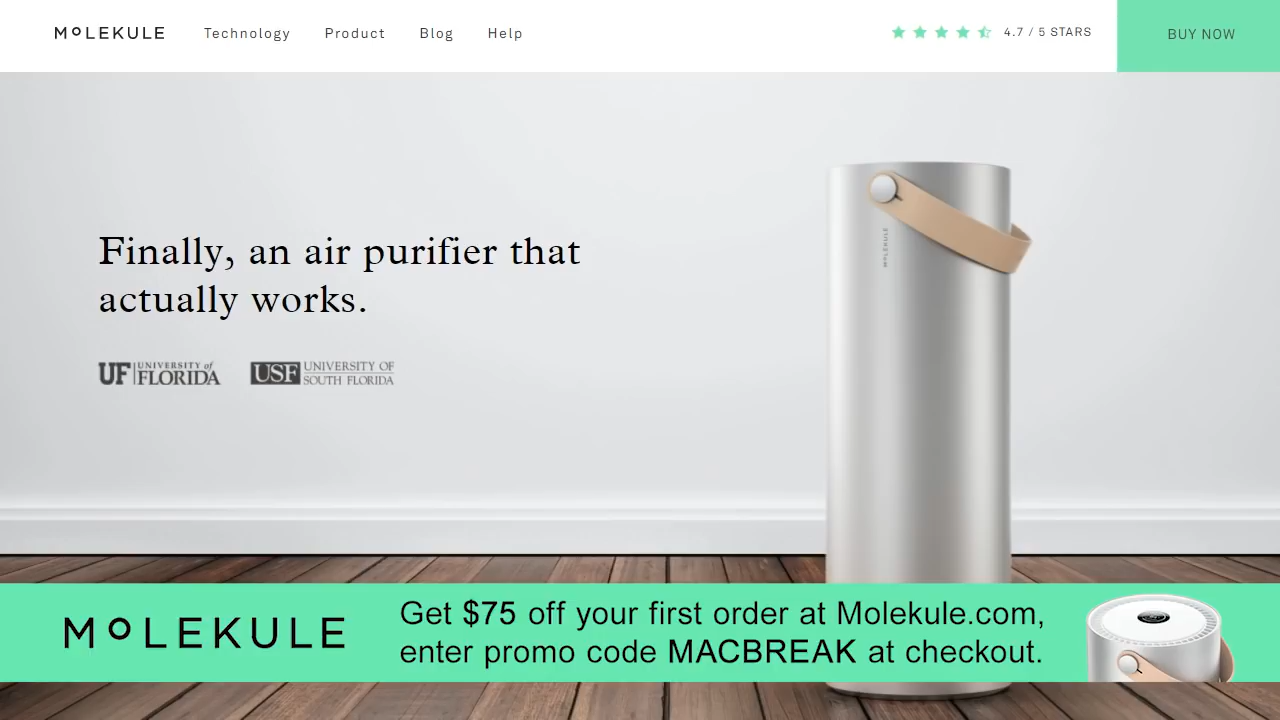 MOLEKULE Technology Product Blog Help 4.7 / 5 STARS BUY NOW
MOLEKULE
Finally, an air purifier that
actually works.
UF UNIVERSITY of FLORIDA USF UNIVERSITY OF SOUTH FLORIDA
MOLEKULE
Get $75 off your first order at Molekule.com,
enter promo code MACBREAK at checkout.